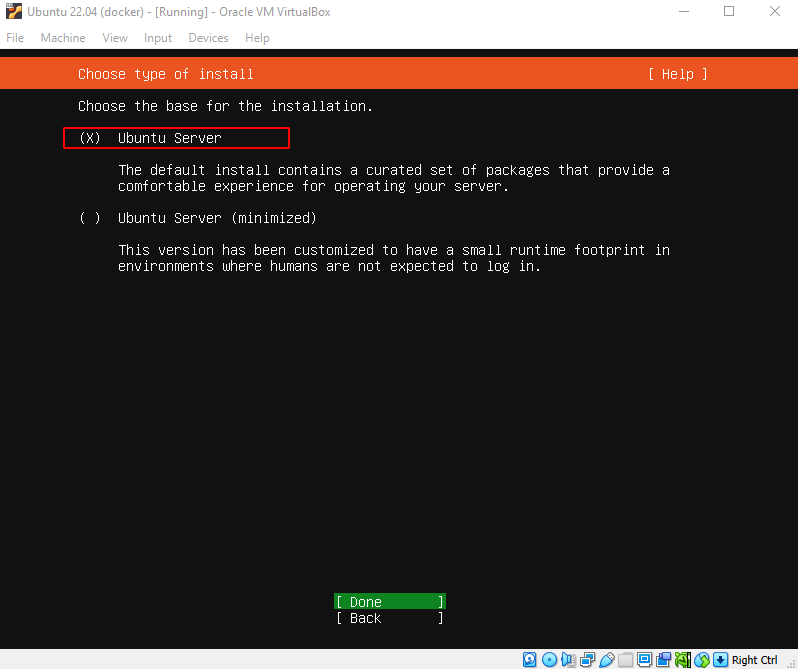 Ubuntu 22.04 (docker) - [Running] - Oracle VM VirtualBox
File Machine View Input Devices Help
Choose type of install [ Help ]
Choose the base for the installation.
(X) Ubuntu Server
The default install contains a curated set of packages that provide a
comfortable experience for operating your server.
( ) Ubuntu Server (minimized)
This version has been customized to have a small runtime footprint in
environments where humans are not expected to log in.
[ Done ]
[ Back ]
Right Ctrl